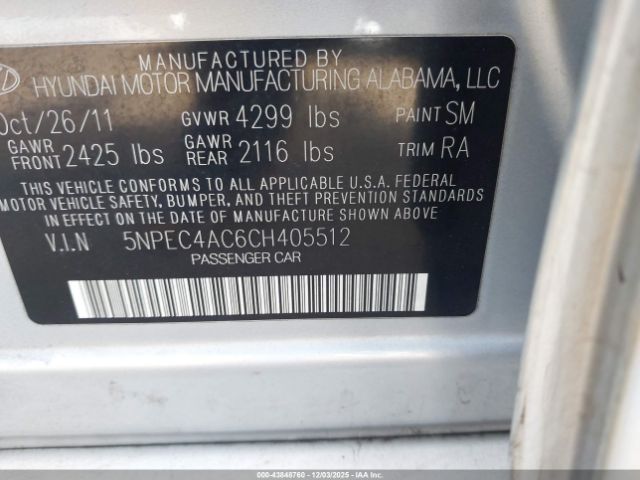 MANUFACTURED BY
HYUNDAI MOTOR MANUFACTURING ALABAMA, LLC
Oct/26/11 GVWR 4299 lbs PAINT SM
GAWR FRONT 2425 lbs GAWR REAR 2116 lbs TRIM RA
THIS VEHICLE CONFORMS TO ALL APPLICABLE U.S.A. FEDERAL
MOTOR VEHICLE SAFETY, BUMPER, AND THEFT PREVENTION STANDARDS
IN EFFECT ON THE DATE OF MANUFACTURE SHOWN ABOVE.
V.I.N 5NPEC4AC6CH405512
PASSENGER CAR
000-43848760 - 12/03/2025 - IAAI.COM